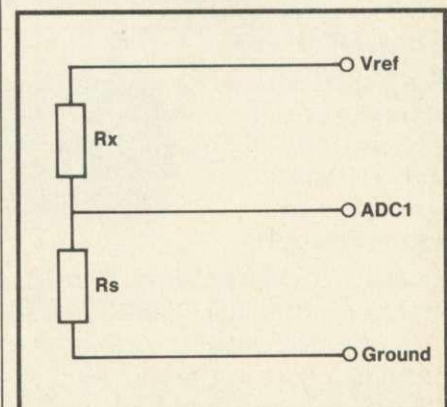 Vref
Rx
ADC1
Rs
Ground